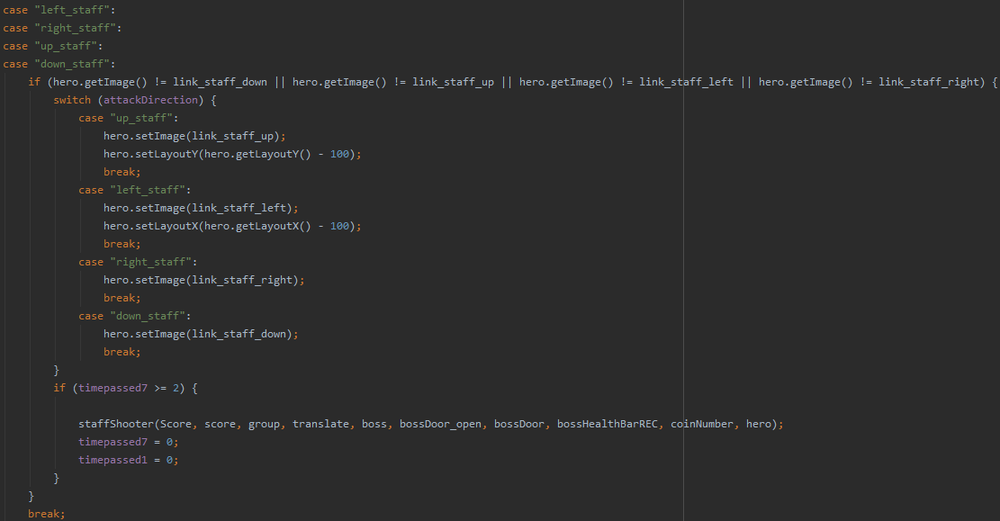 case "left_staff":
case "right_staff":
case "up_staff":
case "down_staff":
if (hero.getImage() != link_staff_down || hero.getImage() != link_staff_up || hero.getImage() != link_staff_left || hero.getImage() != link_staff_right) {
switch (attackDirection) {
case "up_staff":
hero.setImage(link_staff_up);
hero.setLayoutY(hero.getLayoutY() - 100);
break;
case "left_staff":
hero.setImage(link_staff_left);
hero.setLayoutX(hero.getLayoutX() - 100);
break;
case "right_staff":
hero.setImage(link_staff_right);
break;
case "down_staff":
hero.setImage(link_staff_down);
break;
}
if (timepassed7 >= 2) {
staffShooter(Score, score, group, translate, boss, bossDoor_open, bossDoor, bossHealthBarREC, coinNumber, hero);
timepassed7 = 0;
timepassed1 = 0;
}
}
break;